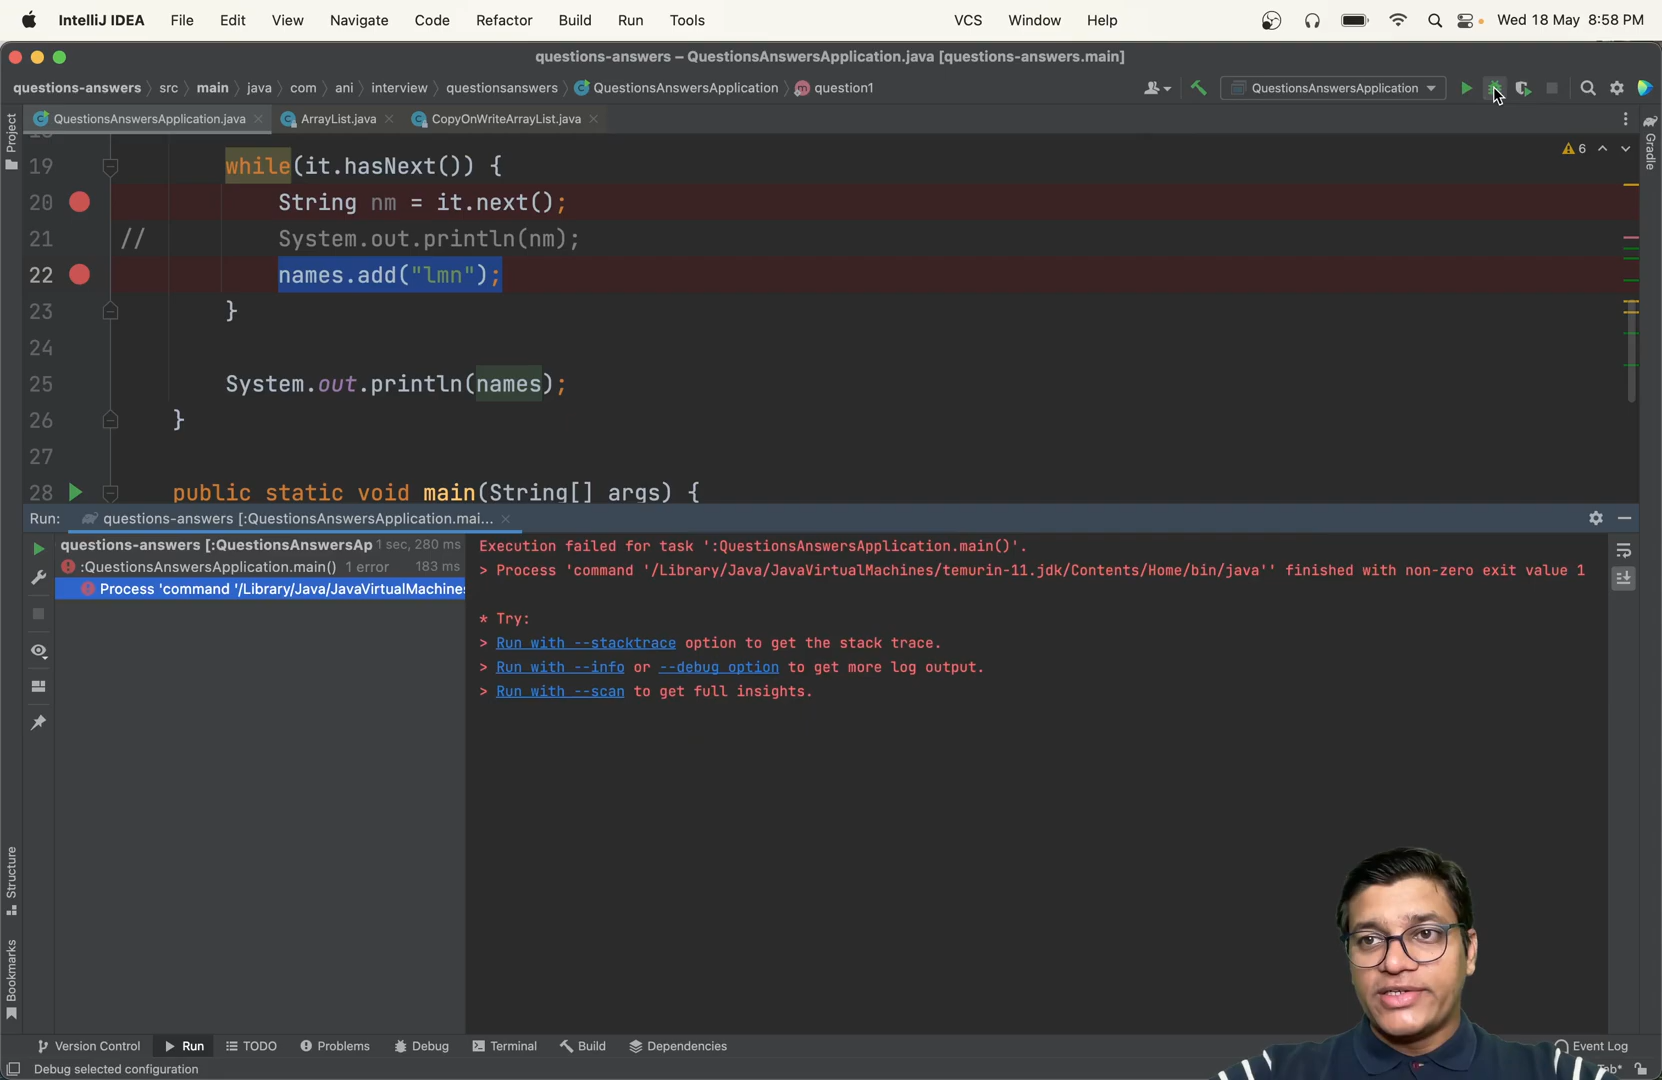 IntelliJ IDEA File Edit View Navigate Code Refactor Build Run Tools VCS Window Help Wed 18 May 8:58 PM
questions-answers – QuestionsAnswersApplication.java [questions-answers.main]
questions-answers src main java com ani interview questionsanswers QuestionsAnswersApplication question1 QuestionsAnswersApplication
QuestionsAnswersApplication.java ArrayList.java CopyOnWriteArrayList.java
Project
Gradle
6
19 while(it.hasNext()) {
20 String nm = it.next();
21 // System.out.println(nm);
22 names.add("lmn");
23 }
24
25 System.out.println(names);
26 }
27
28 public static void main(String[] args) {
Run: questions-answers [:QuestionsAnswersApplication.mai...
questions-answers [:QuestionsAnswersAp 1 sec, 280 ms
:QuestionsAnswersApplication.main() 1 error 183 ms
Process 'command '/Library/Java/JavaVirtualMachines
Execution failed for task ':QuestionsAnswersApplication.main()'.
> Process 'command '/Library/Java/JavaVirtualMachines/temurin-11.jdk/Contents/Home/bin/java'' finished with non-zero exit value 1
* Try:
> Run with --stacktrace option to get the stack trace.
> Run with --info or --debug option to get more log output.
> Run with --scan to get full insights.
Structure
Bookmarks
Version Control Run TODO Problems Debug Terminal Build Dependencies Event Log
Debug selected configuration